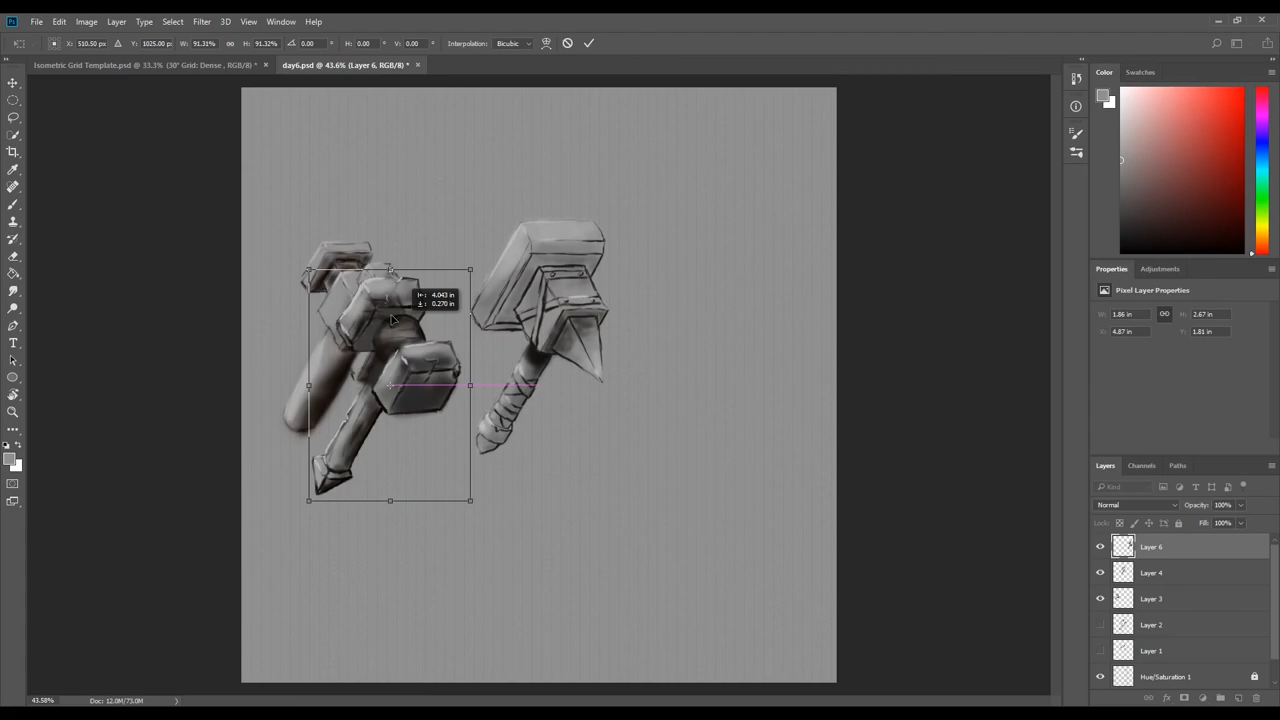 Ps File Edit Image Layer Type Select Filter 3D View Window Help
X: 510.50 px Y: 1025.00 px W: 91.31% H: 91.32% 0.00 ° H: 0.00 ° V: 0.00 ° Interpolation: Bicubic
Isometric Grid Template.psd @ 33.3% (30° Grid: Dense , RGB/8) * × day6.psd @ 43.6% (Layer 6, RGB/8) * ×
Color Swatches
4.043 in
0.270 in
Properties Adjustments
Pixel Layer Properties
W: 1.86 in H: 2.67 in
X: 4.87 in Y: 1.81 in
Layers Channels Paths
Kind
Normal Opacity: 100%
Lock: Fill: 100%
Layer 6
Layer 4
Layer 3
Layer 2
Layer 1
Hue/Saturation 1
43.58% Doc: 12.0M/73.0M